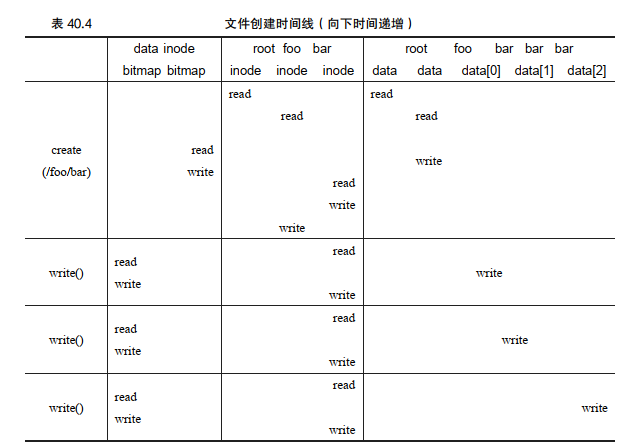 表 40.4 文件创建时间线（向下时间递增）
data inode root foo bar root foo bar bar bar
bitmap bitmap inode inode inode data data data[0] data[1] data[2]
read read
read read
create read write
(/foo/bar) write
read
write
write
read
write() read write
write
write
read
write() read write
write
write
read
write() read write
write
write